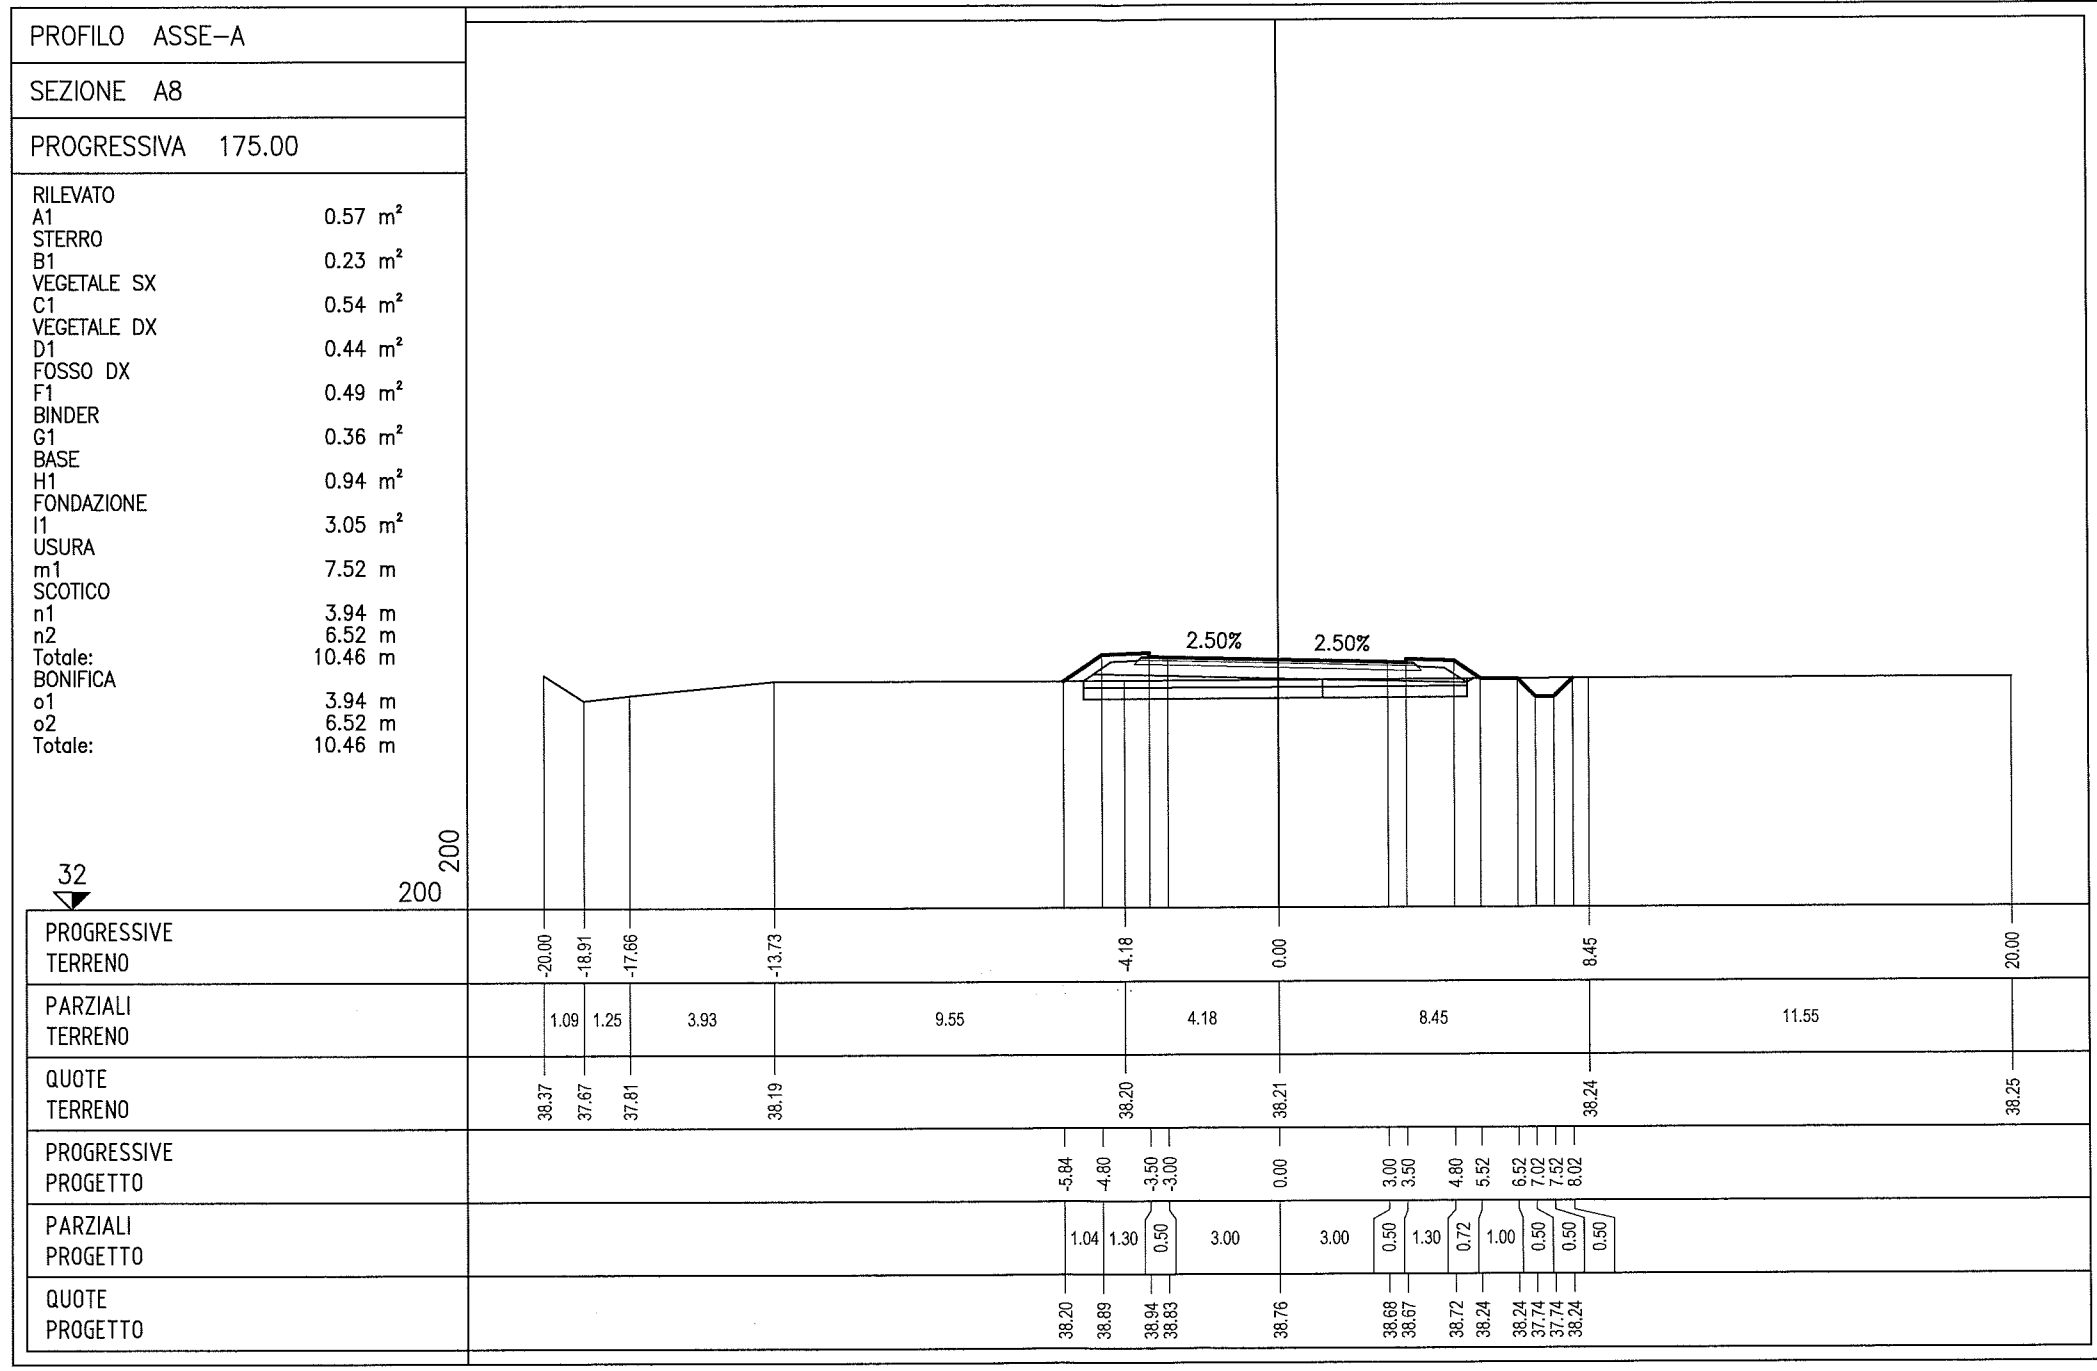 PROFILO ASSE-A
SEZIONE A8
PROGRESSIVA 175.00
RILEVATO
A1 0.57 m²
STERRO
B1 0.23 m²
VEGETALE SX
C1 0.54 m²
VEGETALE DX
D1 0.44 m²
FOSSO DX
F1 0.49 m²
BINDER
G1 0.36 m²
BASE
H1 0.94 m²
FONDAZIONE
I1 3.05 m²
USURA
m1 7.52 m
SCOTICO
n1 3.94 m
n2 6.52 m
Totale: 10.46 m
BONIFICA
o1 3.94 m
o2 6.52 m
Totale: 10.46 m
2.50% 2.50%
200
32
200
PROGRESSIVE
TERRENO
-20.00 -18.91 -17.66 -13.73 -4.18 0.00 8.45 20.00
PARZIALI
TERRENO
1.09 1.25 3.93 9.55 4.18 8.45 11.55
QUOTE
TERRENO
38.37 37.67 37.81 38.19 38.20 38.21 38.24 38.25
PROGRESSIVE
PROGETTO
-5.84 -4.80 -3.50 -3.00 0.00 3.00 3.50 4.80 5.52 6.52 7.02 7.52 8.02
PARZIALI
PROGETTO
1.04 1.30 0.50 3.00 3.00 0.50 1.30 0.72 1.00 0.50 0.50 0.50
QUOTE
PROGETTO
38.20 38.89 38.94 38.83 38.76 38.68 38.67 38.72 38.24 38.24 37.74 37.74 38.24